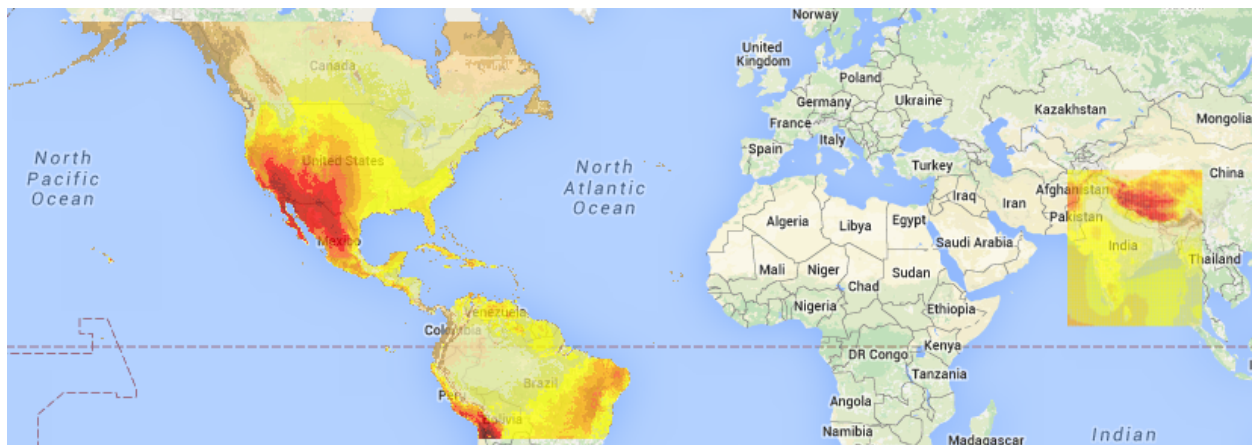 Norway
Canada
United
Kingdom
Poland
Germany
Ukraine
Kazakhstan
France
Mongolia
Italy
Spain
Turkey
North
Pacific
Ocean
United States
North
Atlantic
Ocean
China
Afghanistan
Iraq
Iran
Pakistan
Algeria
Libya
Egypt
Saudi Arabia
Mexico
India
Thailand
Mali
Niger
Sudan
Chad
Nigeria
Ethiopia
Venezuela
Colombia
DR Congo
Kenya
Tanzania
Brazil
Peru
Angola
Bolivia
Namibia
Madagascar
Indian